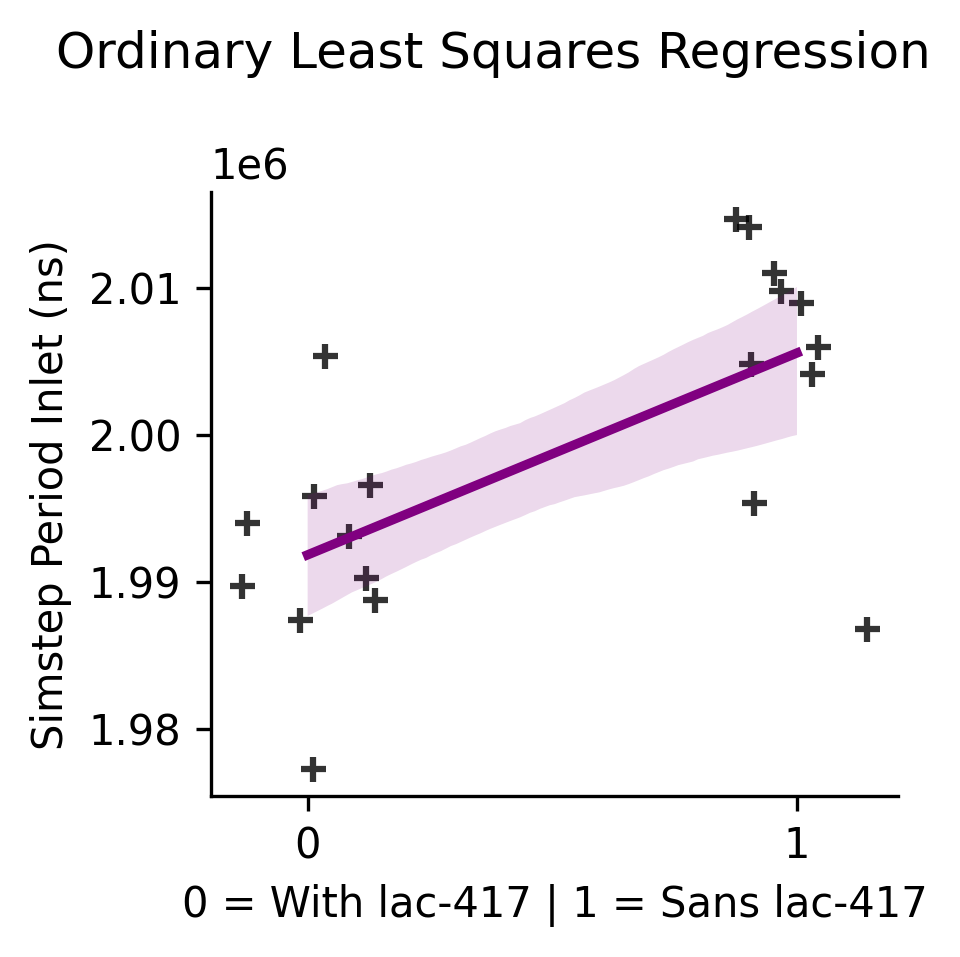 Ordinary Least Squares Regression
1e6
Simstep Period Inlet (ns)
2.01
2.00
1.99
1.98
0 1
0 = With lac-417 | 1 = Sans lac-417